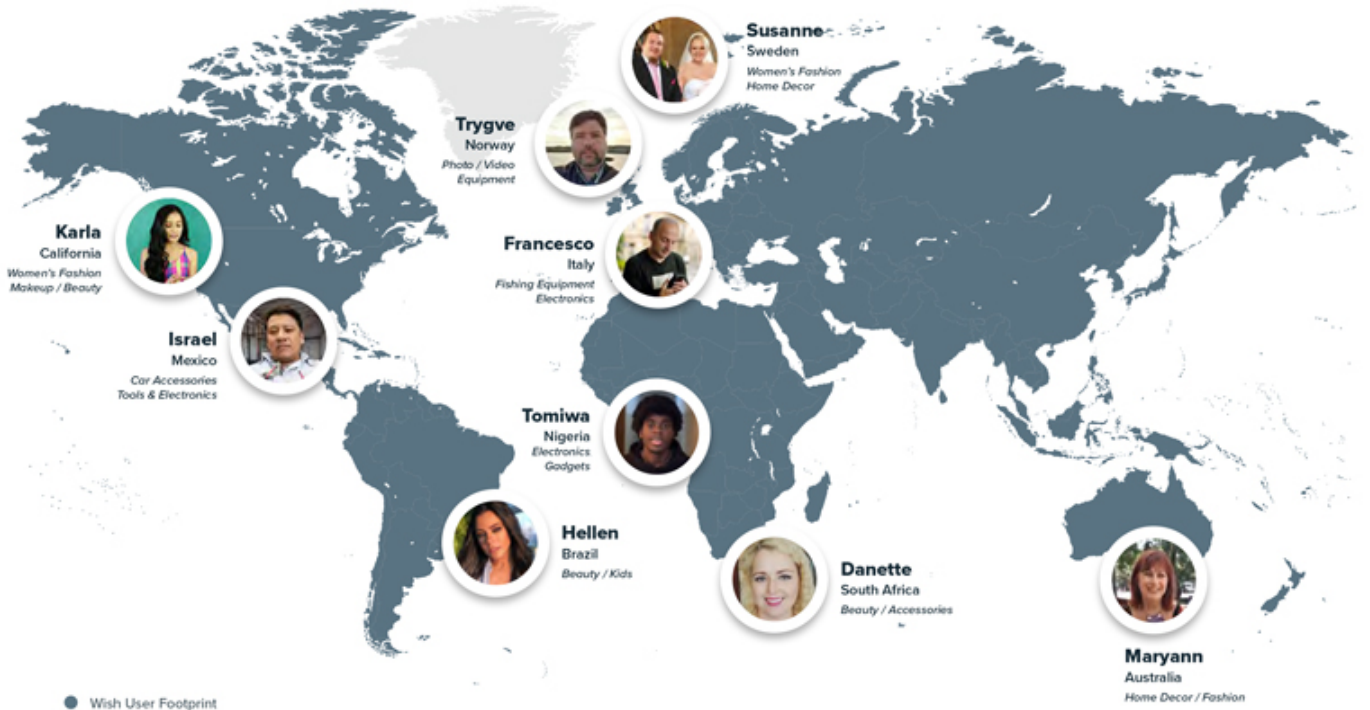 Susanne
Sweden
Women's Fashion
Home Decor
Trygve
Norway
Photo / Video
Equipment
Karla
California
Women's Fashion
Makeup / Beauty
Francesco
Italy
Fishing Equipment
Electronics
Israel
Mexico
Car Accessories
Tools & Electronics
Tomiwa
Nigeria
Electronics
Gadgets
Hellen
Brazil
Beauty / Kids
Danette
South Africa
Beauty / Accessories
Maryann
Australia
Home Decor / Fashion
Wish User Footprint